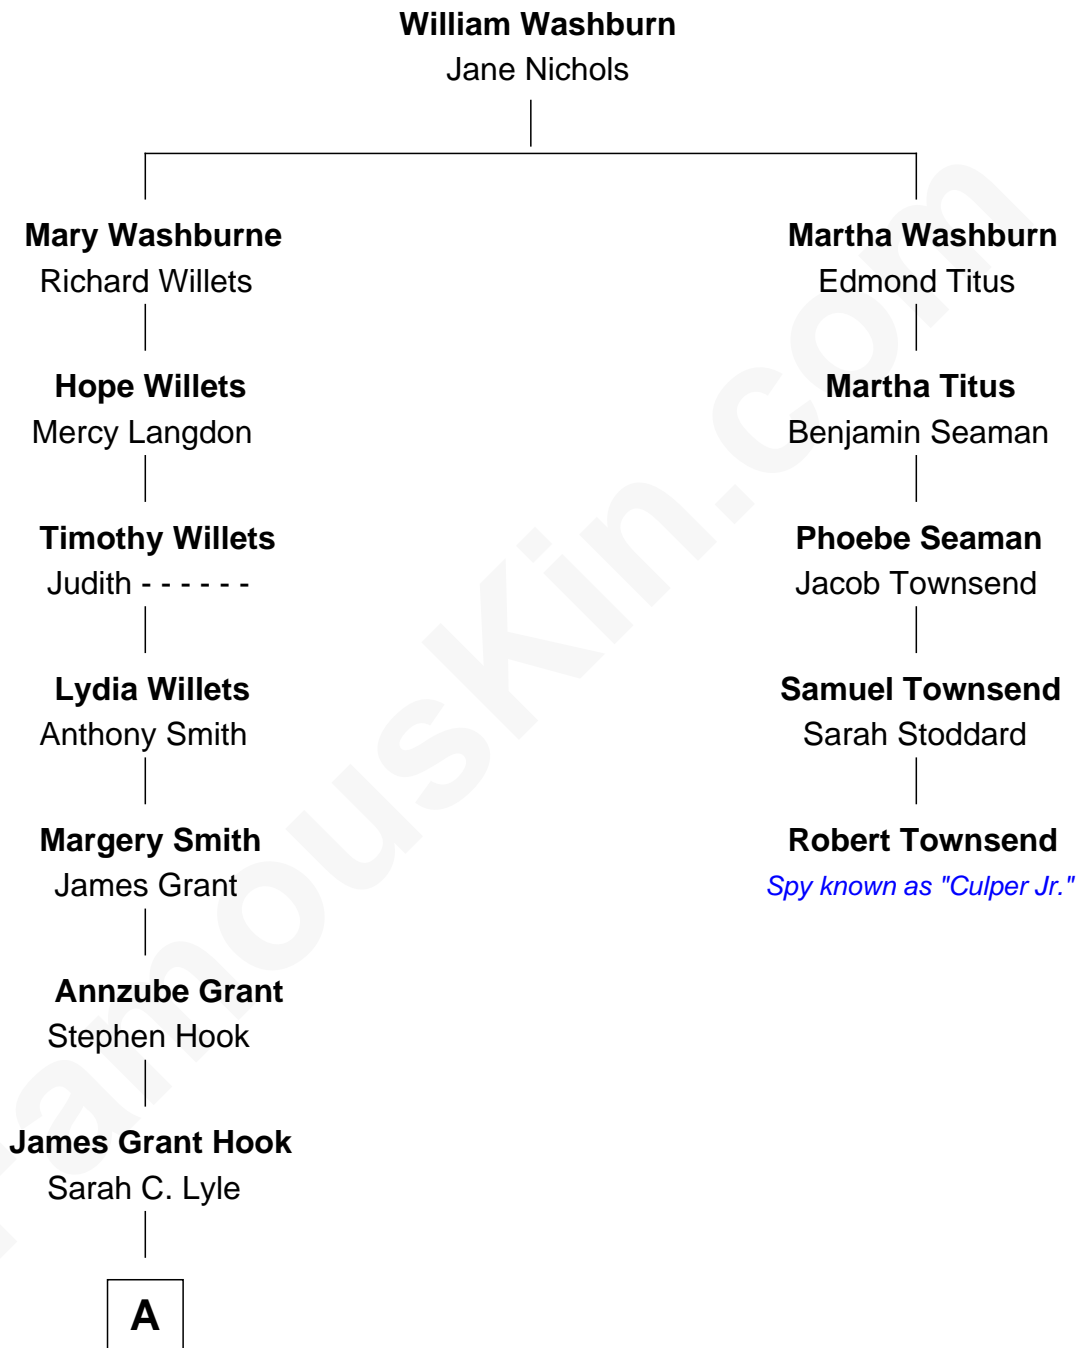 William Washburn
Jane Nichols
Mary Washburne
Richard Willets
Hope Willets
Mercy Langdon
Timothy Willets
Judith - - - - - -
Lydia Willets
Anthony Smith
Margery Smith
James Grant
Annzube Grant
Stephen Hook
James Grant Hook
Sarah C. Lyle
A
Martha Washburn
Edmond Titus
Martha Titus
Benjamin Seaman
Phoebe Seaman
Jacob Townsend
Samuel Townsend
Sarah Stoddard
Robert Townsend
Spy known as "Culper Jr."
FamousKin.com